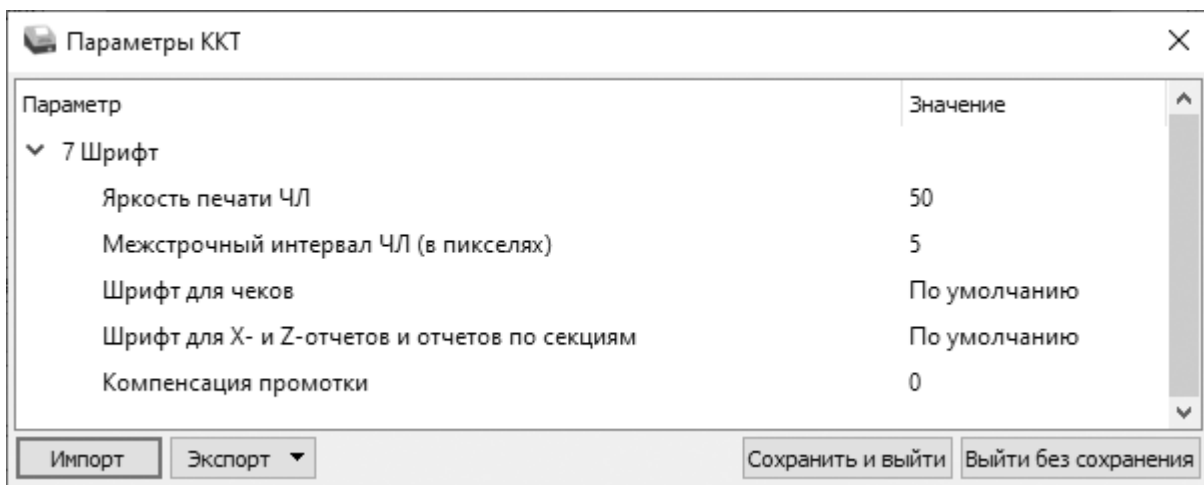 Параметры ККТ
Параметр Значение
7 Шрифт
Яркость печати ЧЛ 50
Межстрочный интервал ЧЛ (в пикселях) 5
Шрифт для чеков По умолчанию
Шрифт для X- и Z-отчетов и отчетов по секциям По умолчанию
Компенсация промотки 0
Импорт Экспорт Сохранить и выйти Выйти без сохранения